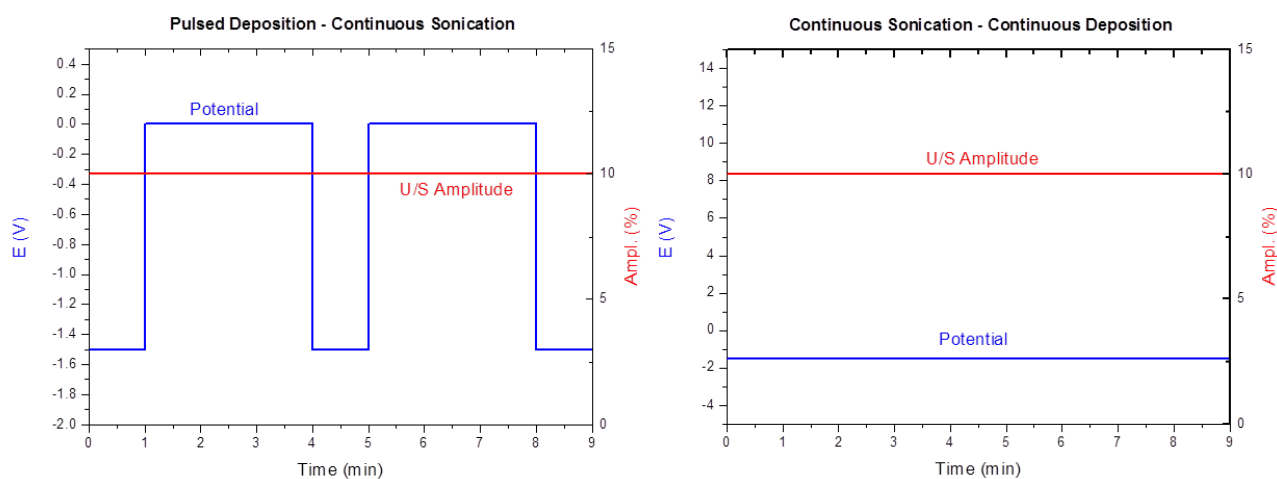 Pulsed Deposition - Continuous Sonication
0.4
0.2
0.0
-0.2
-0.4
-0.6
-0.8
-1.0
-1.2
-1.4
-1.6
-1.8
-2.0
E (V)
Potential
U/S Amplitude
15
10
5
0
Ampl. (%)
0 1 2 3 4 5 6 7 8 9
Time (min)
Continuous Sonication - Continuous Deposition
14
12
10
8
6
4
2
0
-2
-4
E (V)
U/S Amplitude
Potential
15
10
5
0
Ampl. (%)
0 1 2 3 4 5 6 7 8 9
Time (min)